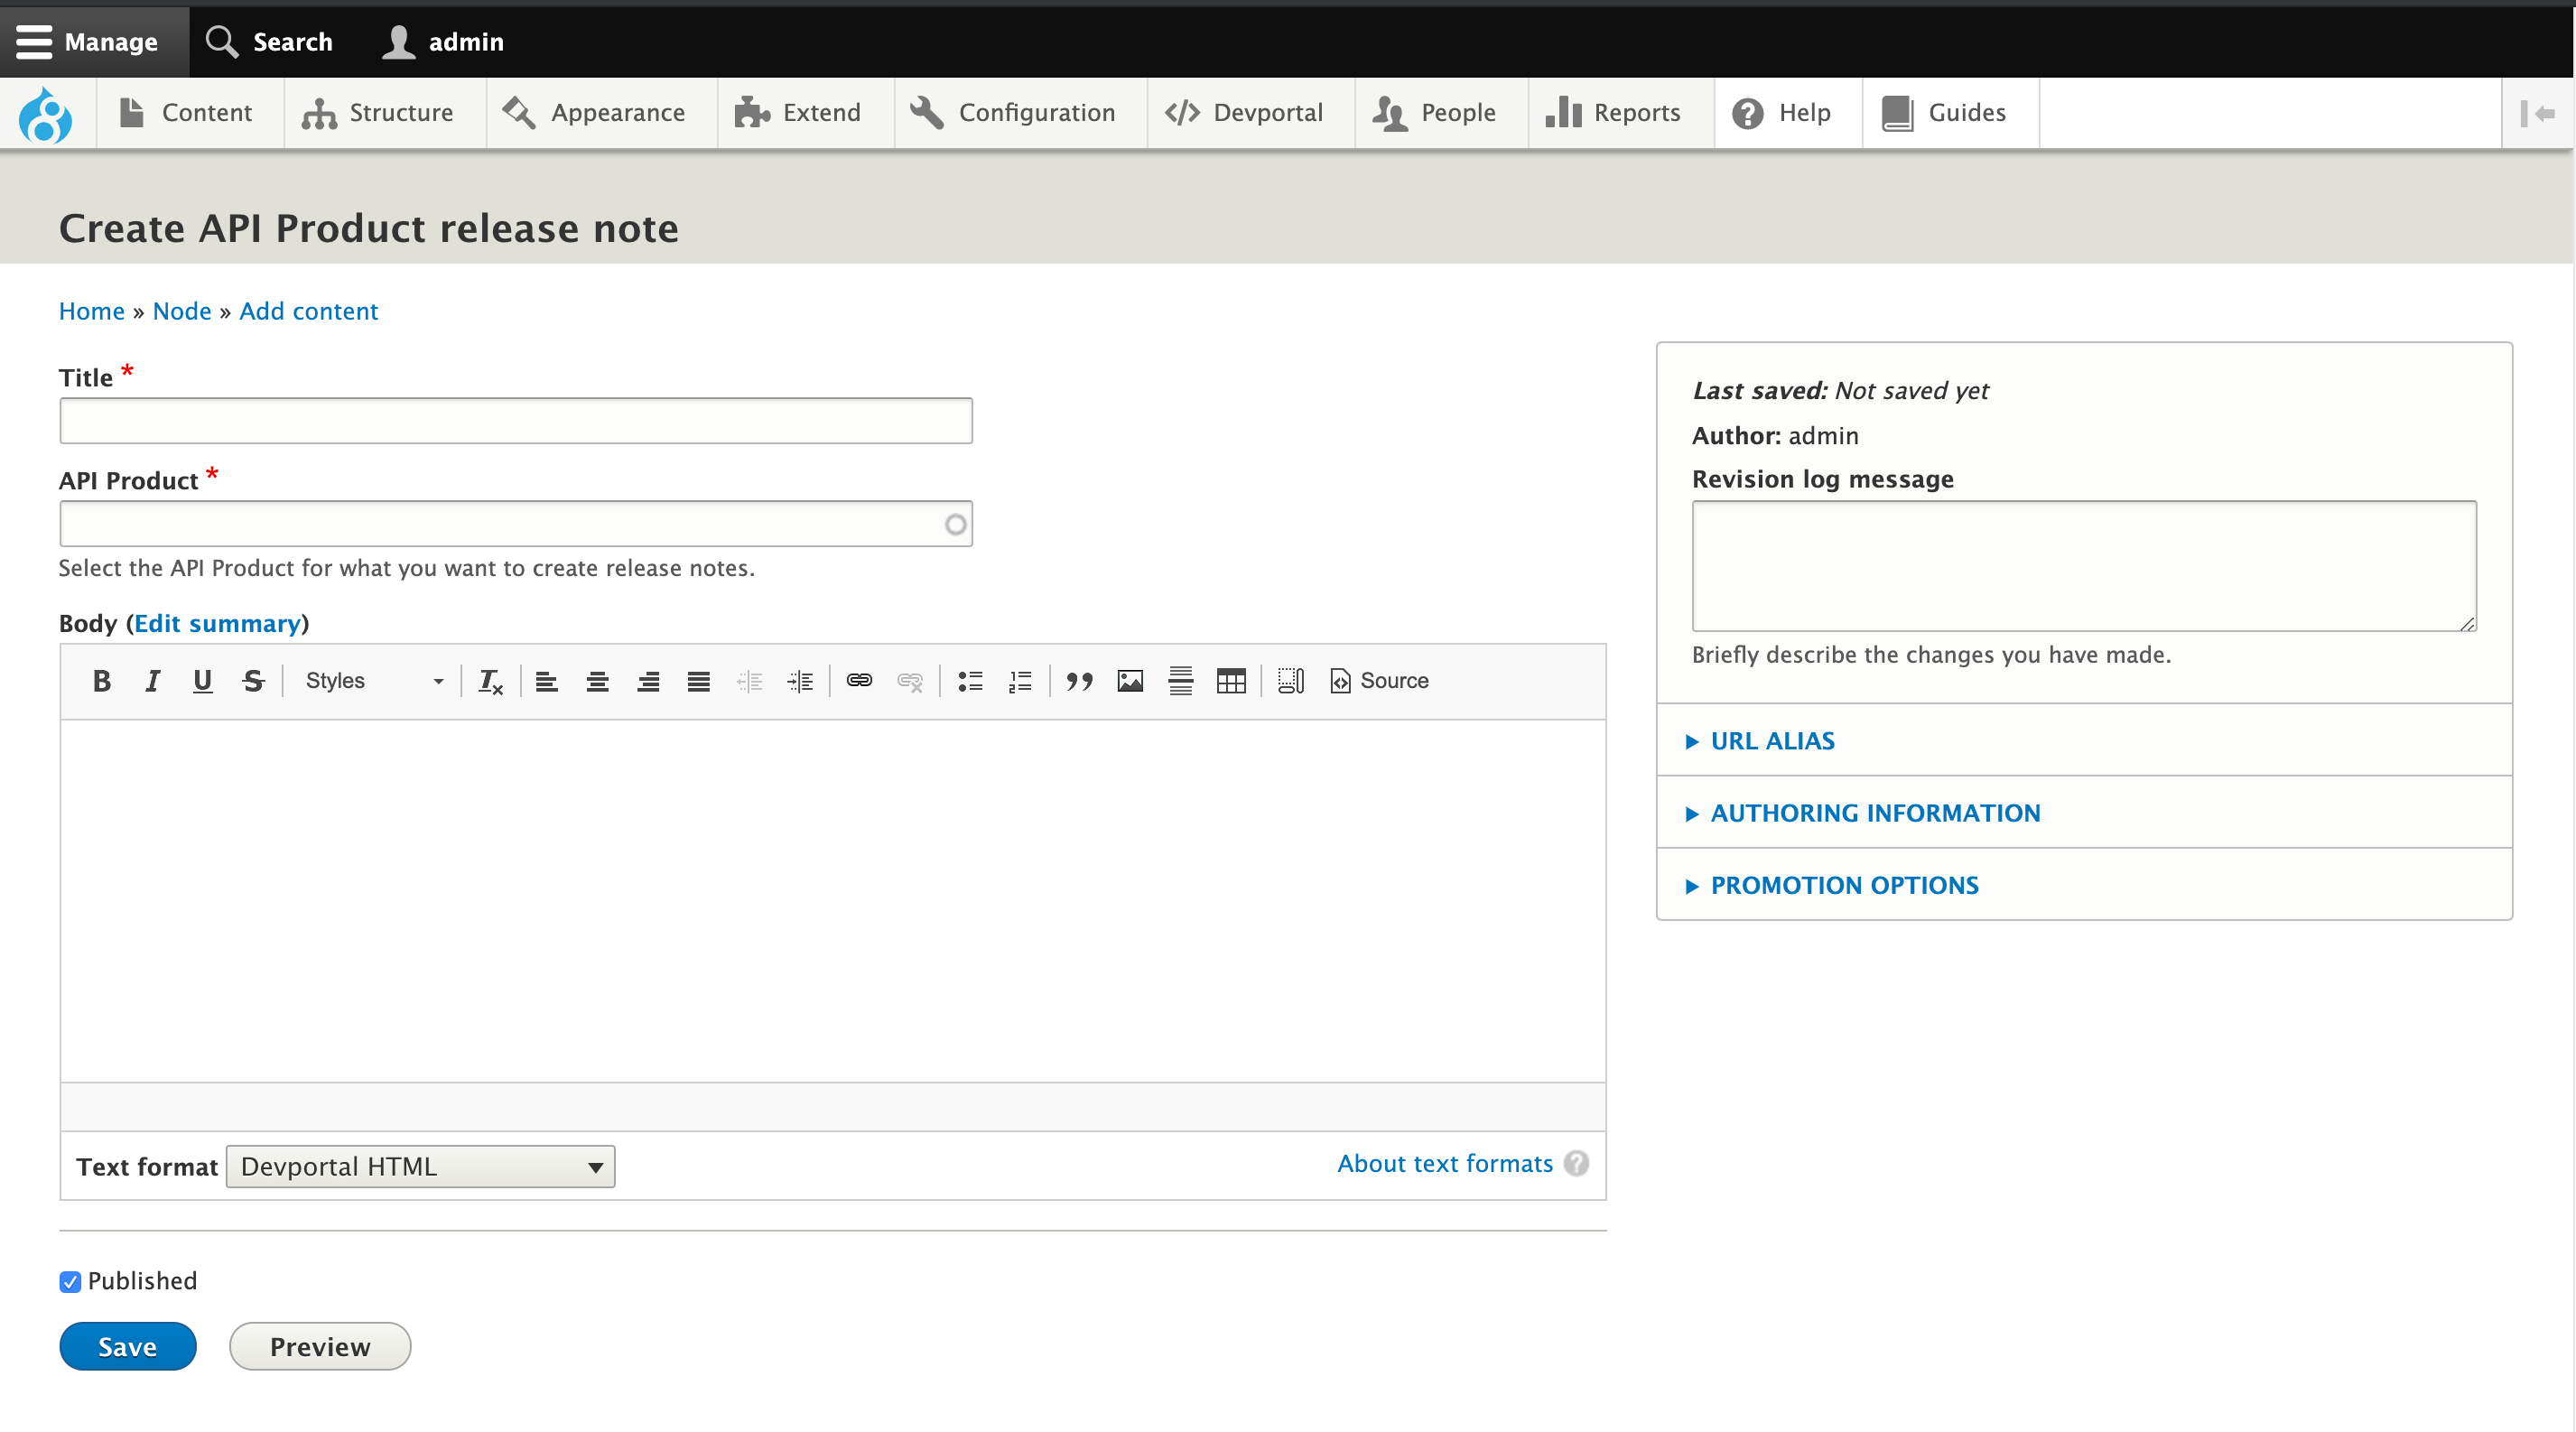 Manage Search admin
Content Structure Appearance Extend Configuration Devportal People Reports Help Guides
Create API Product release note
Home » Node » Add content
Title *
API Product *
Select the API Product for what you want to create release notes.
Body (Edit summary)
B I U S Styles Source
Text format Devportal HTML About text formats ?
Published
Save Preview
Last saved: Not saved yet
Author: admin
Revision log message
Briefly describe the changes you have made.
URL ALIAS
AUTHORING INFORMATION
PROMOTION OPTIONS